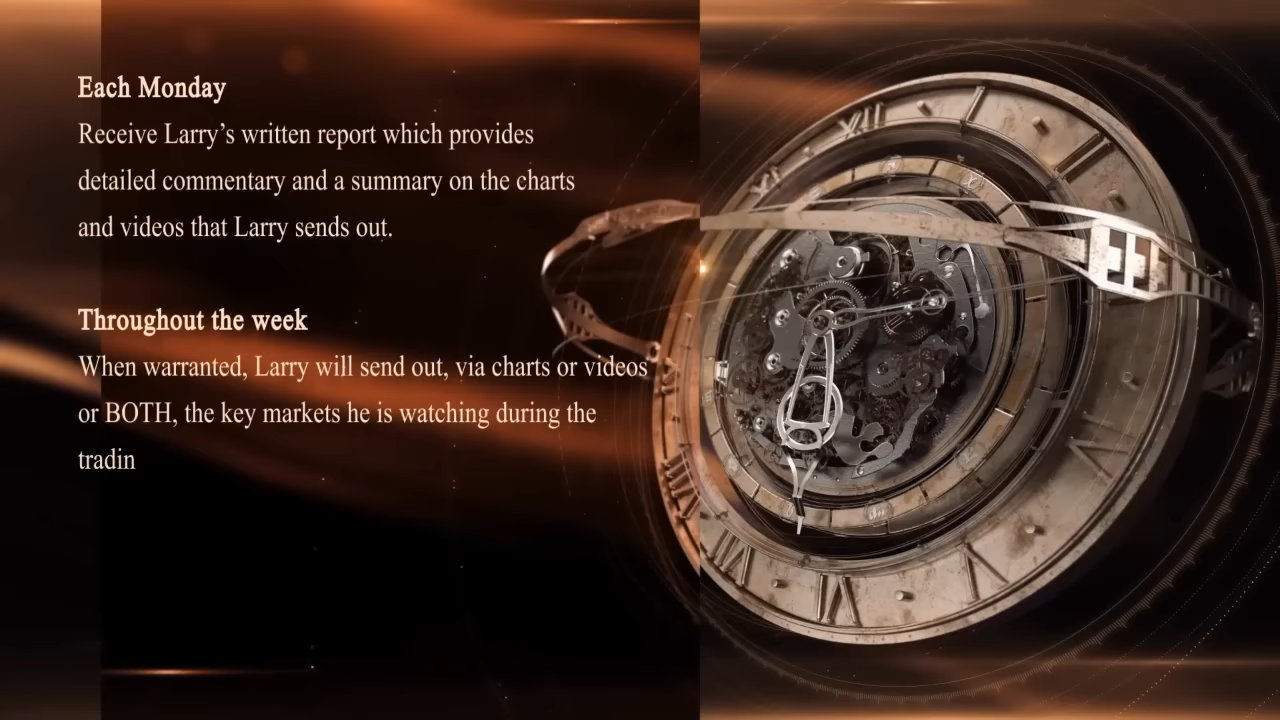 Each Monday
Receive Larry’s written report which provides
detailed commentary and a summary on the charts
and videos that Larry sends out.
Throughout the week
When warranted, Larry will send out, via charts or videos
or BOTH, the key markets he is watching during the
tradin